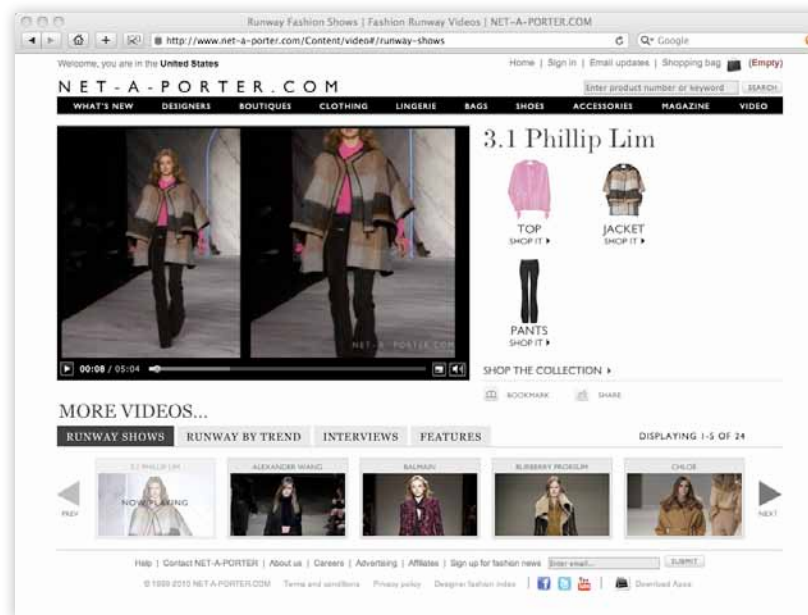 Runway Fashion Shows | Fashion Runway Videos | NET-A-PORTER.COM
http://www.net-a-porter.com/Content/video#/runway-shows
Google
Welcome, you are in the United States
Home | Sign in | Email updates | Shopping bag (Empty)
NET-A-PORTER.COM
Enter product number or keyword SEARCH
WHAT'S NEW DESIGNERS BOUTIQUES CLOTHING LINGERIE BAGS SHOES ACCESSORIES MAGAZINE VIDEO
3.1 Phillip Lim
TOP
SHOP IT
JACKET
SHOP IT
PANTS
SHOP IT
NET-A-PORTER.COM
00:08 / 05:04
SHOP THE COLLECTION
BOOKMARK SHARE
MORE VIDEOS...
RUNWAY SHOWS RUNWAY BY TREND INTERVIEWS FEATURES
DISPLAYING 1-5 OF 24
3.1 PHILLIP LIM
ALEXANDER WANG
BALMAIN
BURBERRY PRORSUM
CHLOÉ
NOW PLAYING
PREV
NEXT
Help | Contact NET-A-PORTER | About us | Careers | Advertising | Affiliates | Sign up for fashion news Enter email... SUBMIT
© 1999-2010 NET-A-PORTER.COM Terms and conditions Privacy policy Designer fashion index | You Tube | Download Apps